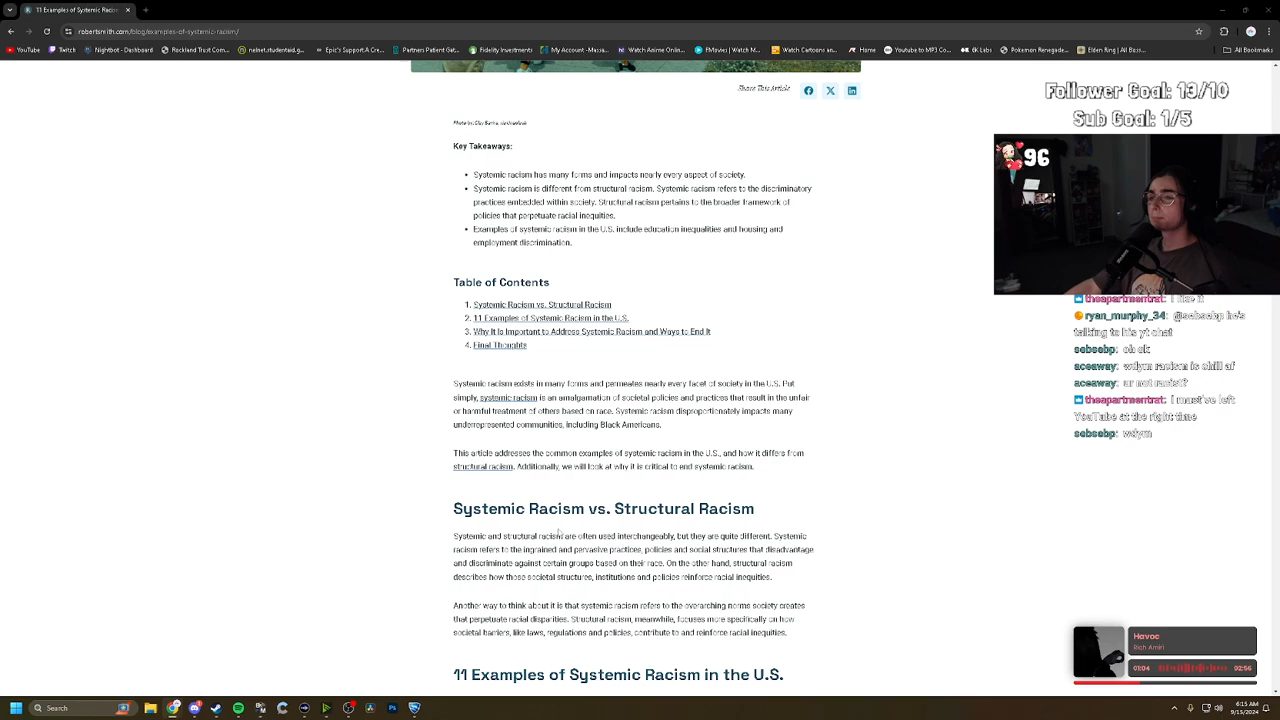 11 Examples of Systemic Racism
robertsmith.com/blog/examples-of-systemic-racism/
YouTube
Twitch
Nightbot - Dashboard
Rockland Trust Com...
nelnet.studentaid.g...
Epic's Support A Cre...
Partners Patient Gat...
Fidelity Investments
My Account - Massa...
Watch Anime Onlin...
FMovies | Watch M...
Watch Cartoons an...
Home
Youtube to MP3 Co...
6k Labs
Pokemon Renegade...
Elden Ring | All Bos...
All Bookmarks
Share This Article
Follower Goal: 13/10
Sub Goal: 1/5
96
Key Takeaways:
Systemic racism has many forms and impacts nearly every aspect of society.
Systemic racism is different from structural racism. Systemic racism refers to the discriminatory
practices embedded within society. Structural racism pertains to the broader framework of
policies that perpetuate racial inequities.
Examples of systemic racism in the U.S. include education inequalities and housing and
employment discrimination.
Table of Contents
1. Systemic Racism vs. Structural Racism
2. 11 Examples of Systemic Racism in the U.S.
3. Why It Is Important to Address Systemic Racism and Ways to End It
4. Final Thoughts
Systemic racism exists in many forms and permeates nearly every facet of society in the U.S. Put
simply, systemic racism is an amalgamation of societal policies and practices that result in the unfair
or harmful treatment of others based on race. Systemic racism disproportionately impacts many
underrepresented communities, including Black Americans.
This article addresses the common examples of systemic racism in the U.S., and how it differs from
structural racism. Additionally, we will look at why it is critical to end systemic racism.
Systemic Racism vs. Structural Racism
Systemic and structural racism are often used interchangeably, but they are quite different. Systemic
racism refers to the ingrained and pervasive practices, policies and social structures that disadvantage
and discriminate against certain groups based on their race. On the other hand, structural racism
describes how those societal structures, institutions and policies reinforce racial inequities.
Another way to think about it is that systemic racism refers to the overarching norms society creates
that perpetuate racial disparities. Structural racism, meanwhile, focuses more specifically on how
societal barriers, like laws, regulations and policies, contribute to and reinforce racial inequities.
11 Examples of Systemic Racism in the U.S.
theapartmentrat: I like it
ryan_murphy_34: @sebsebp he's
talking to his yt chat
sebsebp: oh ok
aceaway: wdym racism is chill af
aceaway: ur not racist?
theapartmentrat: I must've left
YouTube at the right time
sebsebp: wdym
Havoc
Rich Amiri
01:04
02:56
Search
6:15 AM
9/15/2024